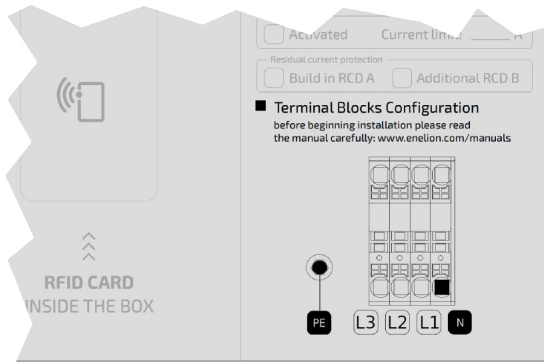 Activated Current limit: A
Residual current protection
Build in RCD A Additional RCD B
Terminal Blocks Configuration
before beginning installation please read
the manual carefully: www.enelion.com/manuals
RFID CARD
INSIDE THE BOX
PE L3 L2 L1 N